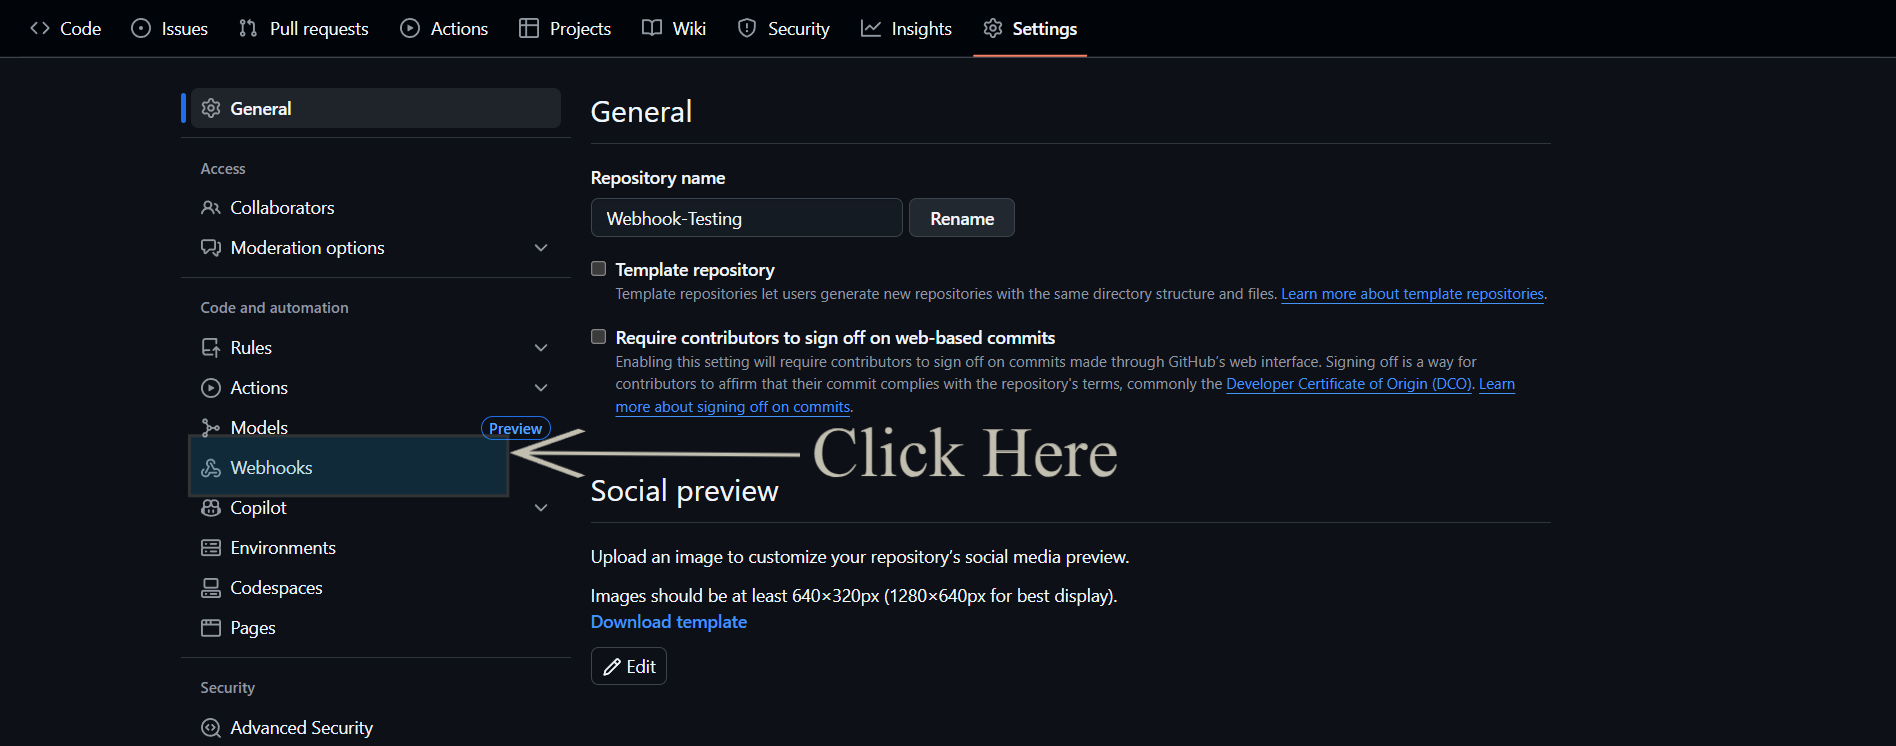 Code Issues Pull requests Actions Projects Wiki Security Insights Settings
General
Access
Collaborators
Moderation options
Code and automation
Rules
Actions
Models Preview
Webhooks
Copilot
Environments
Codespaces
Pages
Security
Advanced Security
General
Repository name
Webhook-Testing Rename
Template repository
Template repositories let users generate new repositories with the same directory structure and files. Learn more about template repositories.
Require contributors to sign off on web-based commits
Enabling this setting will require contributors to sign off on commits made through GitHub’s web interface. Signing off is a way for
contributors to affirm that their commit complies with the repository's terms, commonly the Developer Certificate of Origin (DCO). Learn
more about signing off on commits.
Click Here
Social preview
Upload an image to customize your repository’s social media preview.
Images should be at least 640×320px (1280×640px for best display).
Download template
Edit